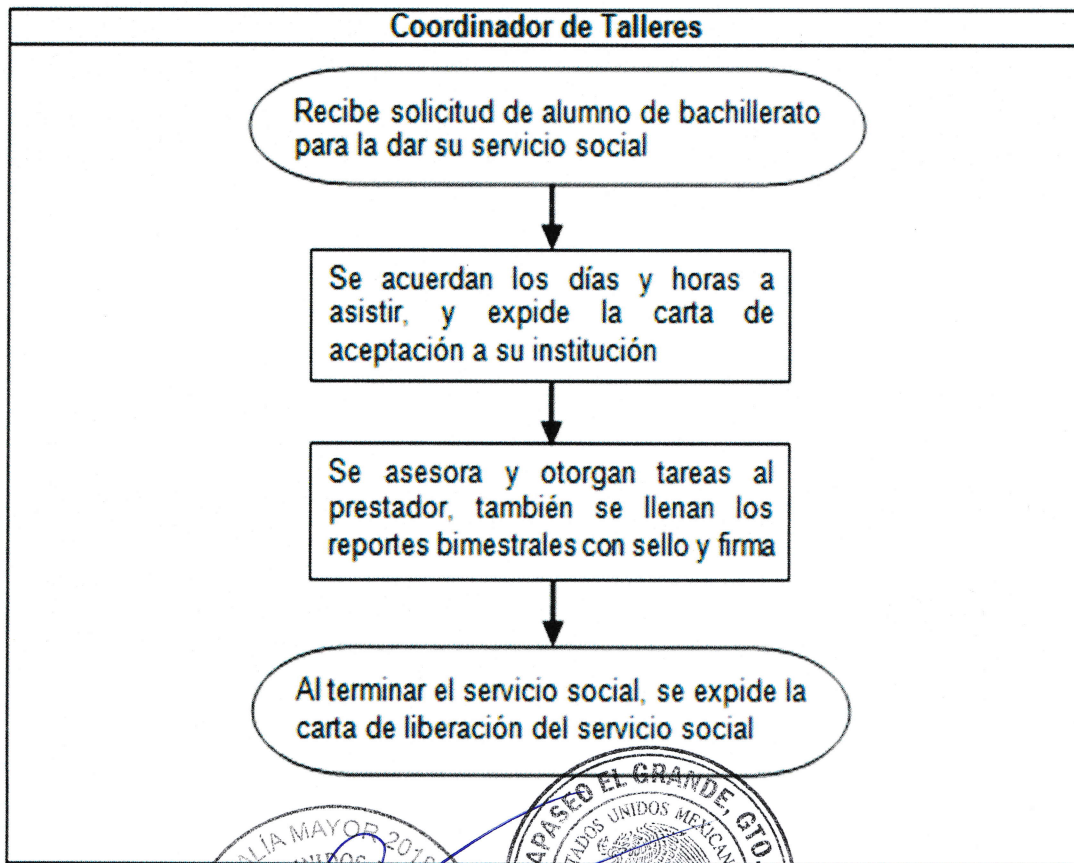 Coordinador de Talleres
Recibe solicitud de alumno de bachillerato
para la dar su servicio social
Se acuerdan los días y horas a
asistir, y expide la carta de
aceptación a su institución
Se asesora y otorgan tareas al
prestador, también se llenan los
reportes bimestrales con sello y firma
Al terminar el servicio social, se expide la
carta de liberación del servicio social
APASEO EL GRANDE, GTO.
UNIDOS
MAYOR